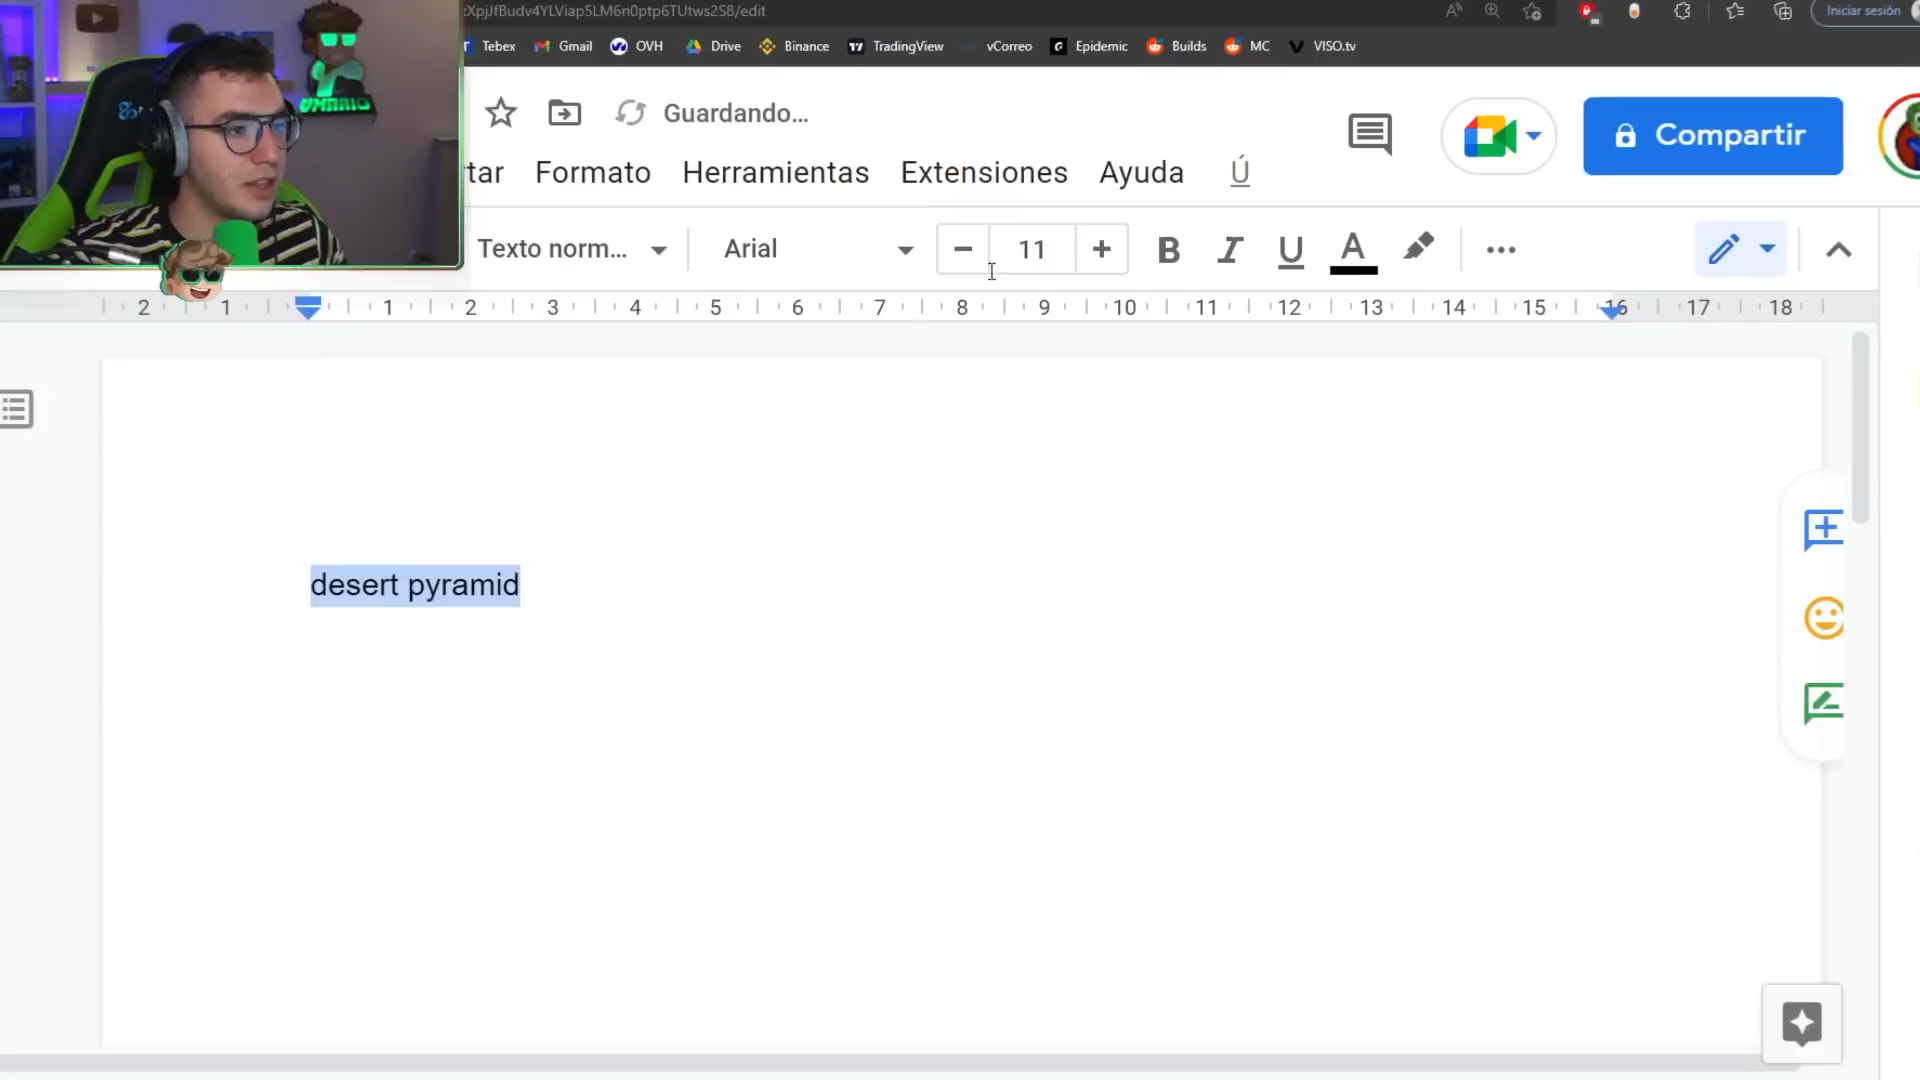 XpjJfBudv4YLViap5LM6n0ptp6TUtws2S8/edit
Iniciar sesión
Tebex Gmail OVH Drive Binance TradingView vCorreo Epidemic Builds MC VISO.tv
VMARIO
Guardando…
Compartir
tar Formato Herramientas Extensiones Ayuda Ú
Texto norm... Arial 11 B I U A
2 1 1 2 3 4 5 6 7 8 9 10 11 12 13 14 15 16 17 18
desert pyramid